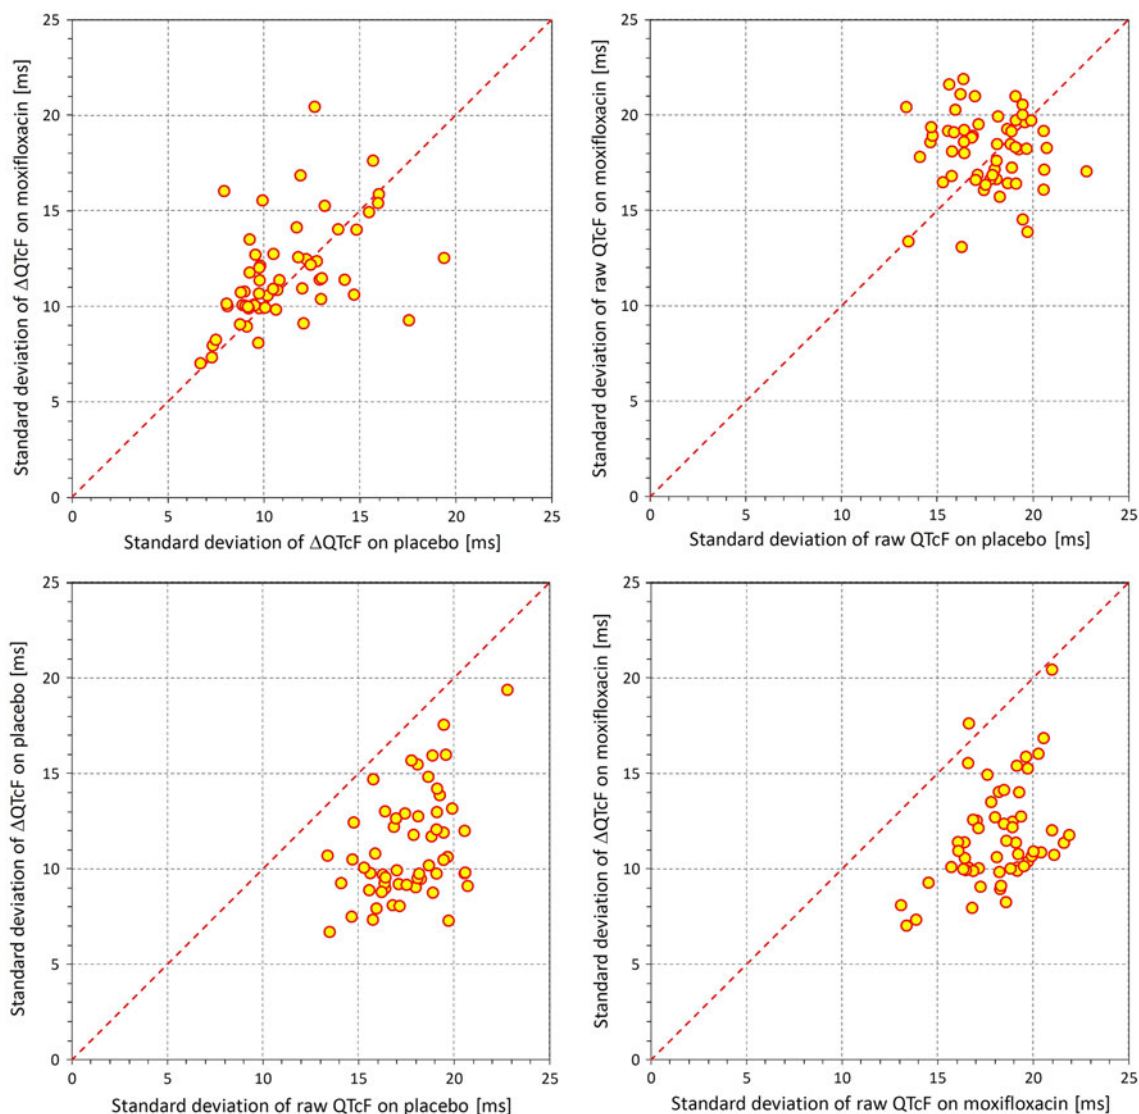 25
20
15
10
5
0
Standard deviation of ΔQTcF on moxifloxacin [ms]
0 5 10 15 20 25
Standard deviation of ΔQTcF on placebo [ms]
25
20
15
10
5
0
Standard deviation of raw QTcF on moxifloxacin [ms]
0 5 10 15 20 25
Standard deviation of raw QTcF on placebo [ms]
25
20
15
10
5
0
Standard deviation of ΔQTcF on placebo [ms]
0 5 10 15 20 25
Standard deviation of raw QTcF on placebo [ms]
25
20
15
10
5
0
Standard deviation of ΔQTcF on moxifloxacin [ms]
0 5 10 15 20 25
Standard deviation of raw QTcF on moxifloxacin [ms]